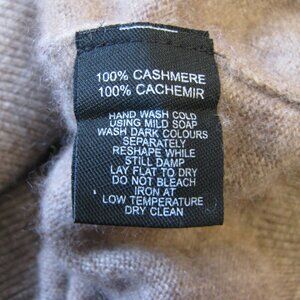 100% CASHMERE
100% CACHEMIR
HAND WASH COLD
USING MILD SOAP
WASH DARK COLOURS
SEPARATELY
RESHAPE WHILE
STILL DAMP
LAY FLAT TO DRY
DO NOT BLEACH
IRON AT
LOW TEMPERATURE
DRY CLEAN